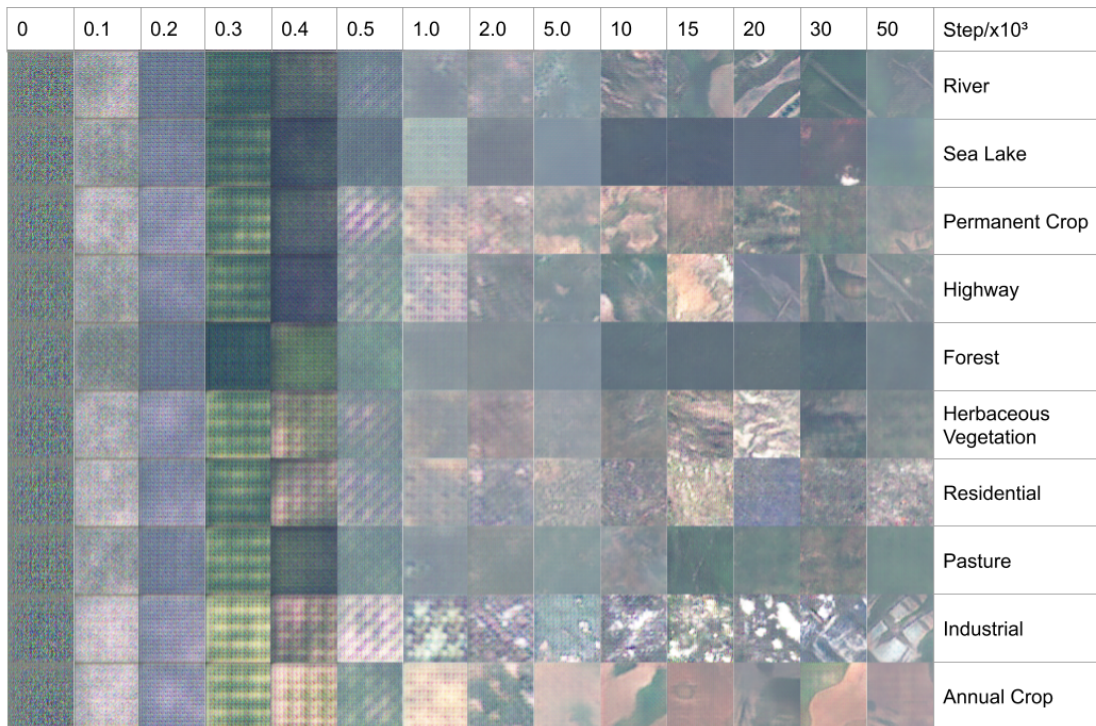 0 0.1 0.2 0.3 0.4 0.5 1.0 2.0 5.0 10 15 20 30 50 Step/x10³
River
Sea Lake
Permanent Crop
Highway
Forest
Herbaceous
Vegetation
Residential
Pasture
Industrial
Annual Crop